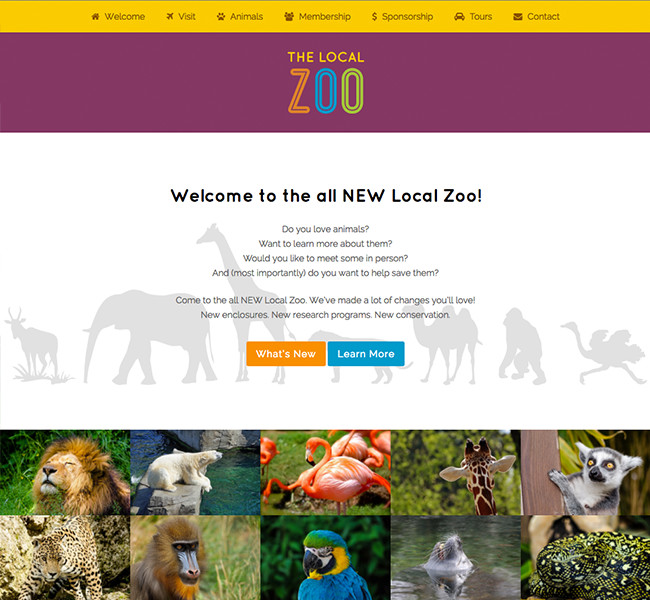 Welcome Visit Animals Membership $ Sponsorship Tours Contact
THE LOCAL
ZOO
Welcome to the all NEW Local Zoo!
Do you love animals?
Want to learn more about them?
Would you like to meet some in person?
And (most importantly) do you want to help save them?
Come to the all NEW Local Zoo. We've made a lot of changes you'll love!
New enclosures. New research programs. New conservation.
What's New Learn More